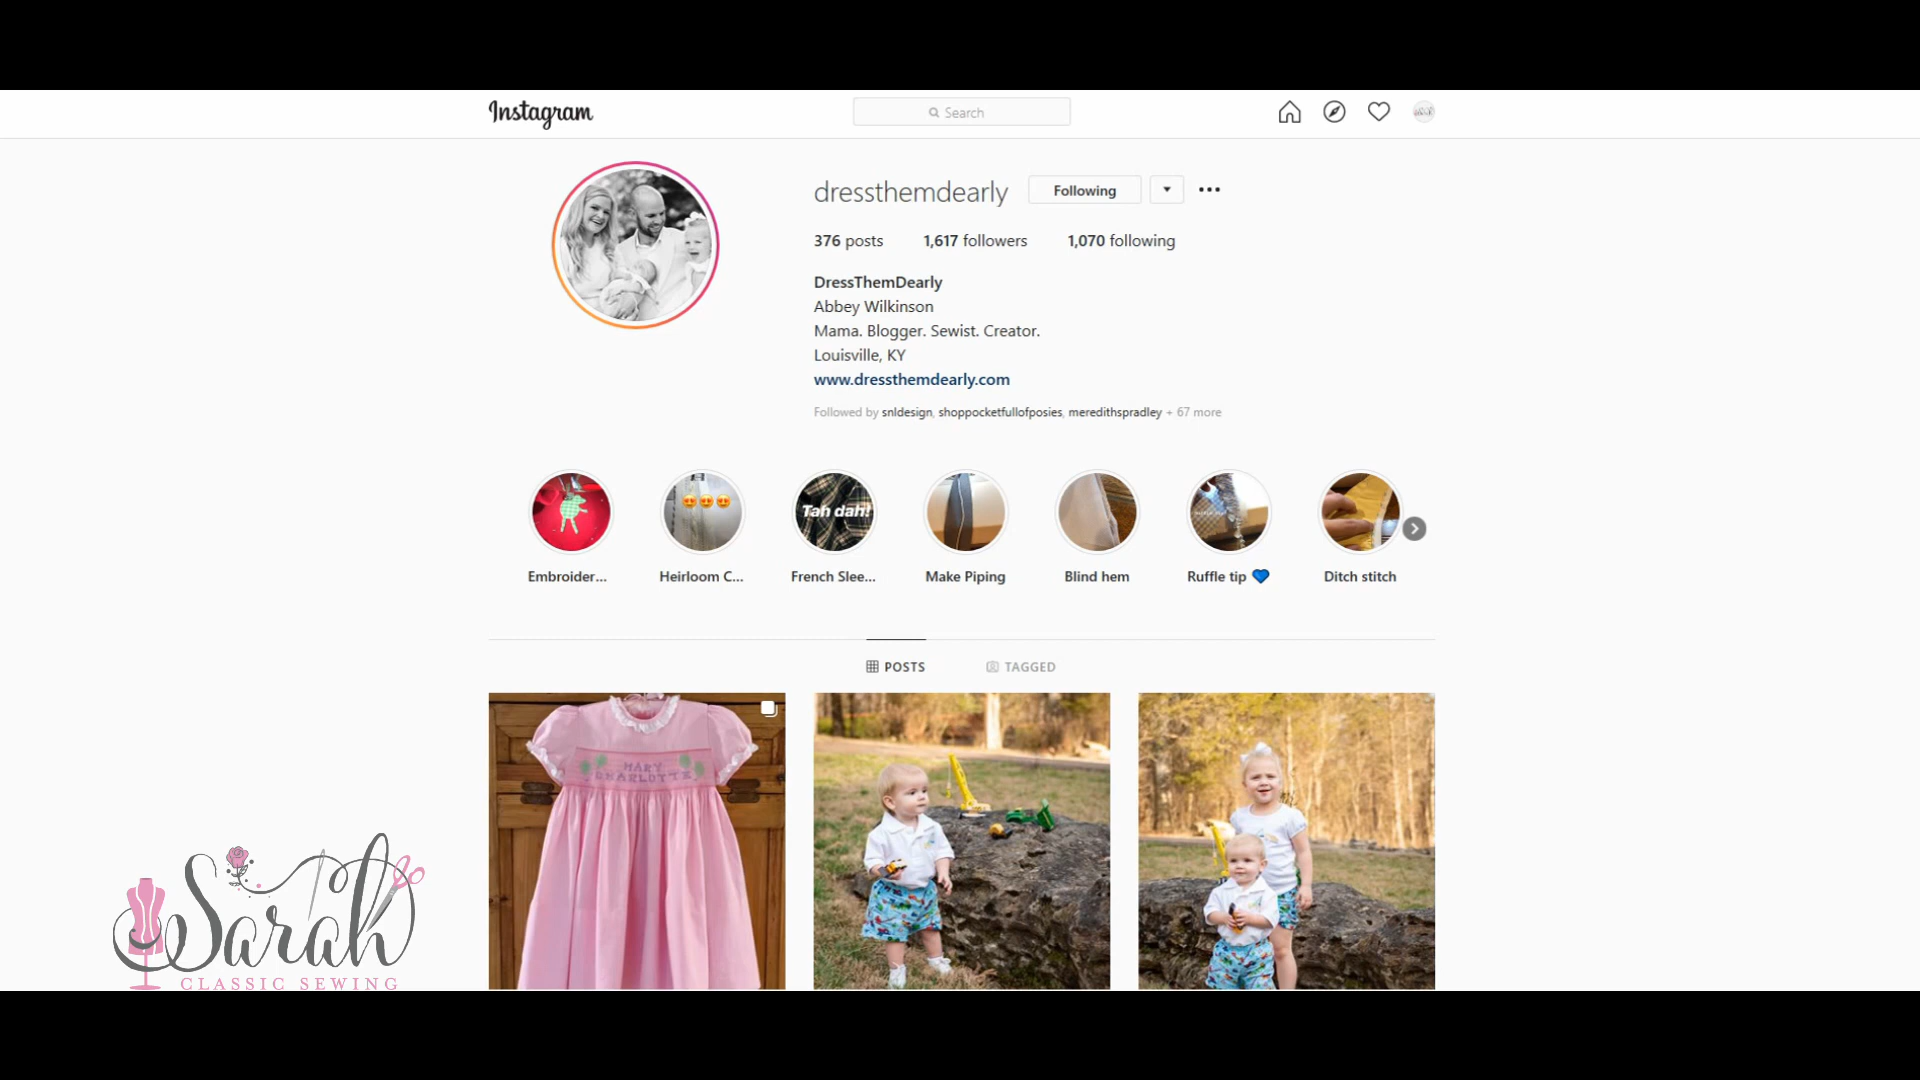 Instagram
Search
dressthemdearly
Following
376 posts
1,617 followers
1,070 following
DressThemDearly
Abbey Wilkinson
Mama. Blogger. Sewist. Creator.
Louisville, KY
www.dressthemdearly.com
Followed by snldesign, shoppocketfullofposies, meredithspradley + 67 more
Tah dah!
Embroider...
Heirloom C...
French Slee...
Make Piping
Blind hem
Ruffle tip 💙
Ditch stitch
POSTS
TAGGED
MARY
CHARLOTTE
Sarah
CLASSIC SEWING